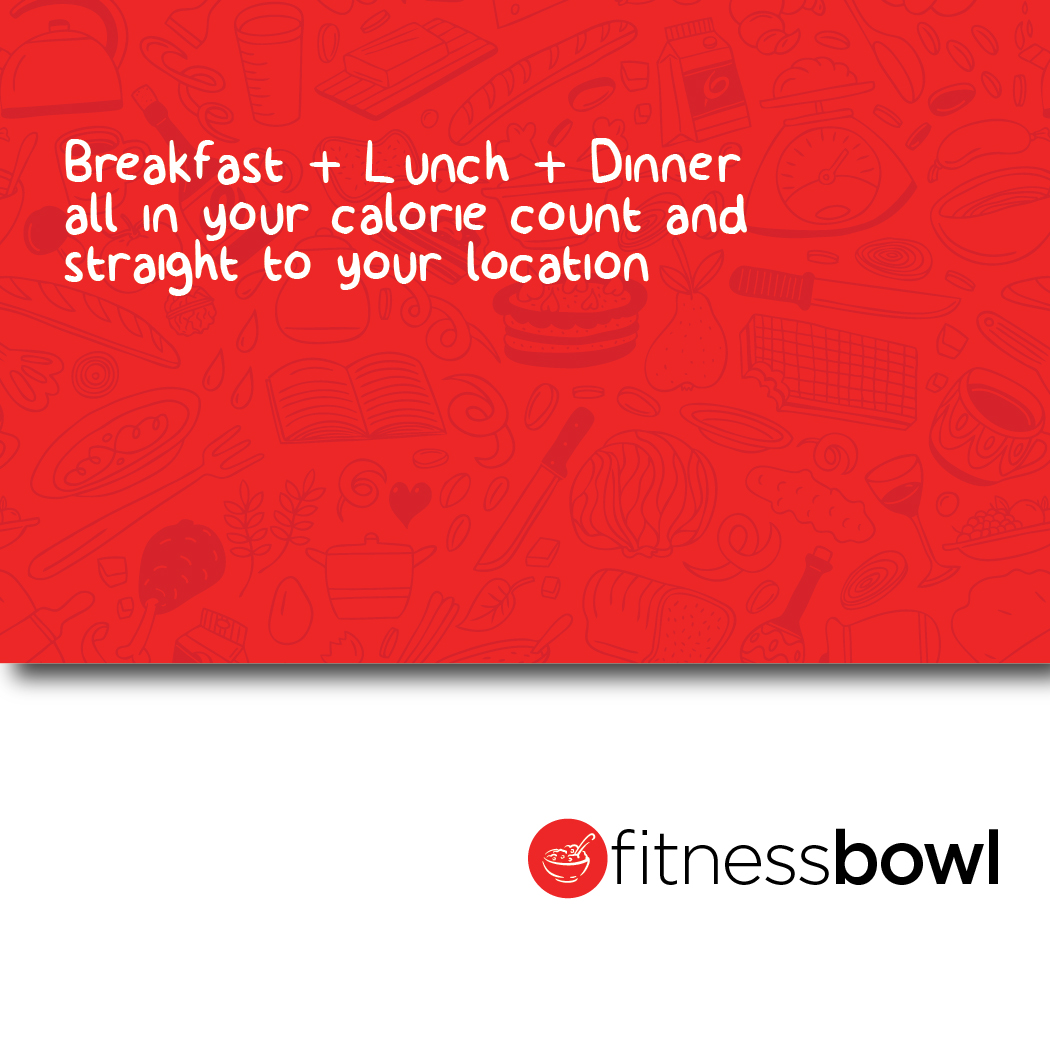 Breakfast + Lunch + Dinner
all in your calorie count and
straight to your location
fitnessbowl